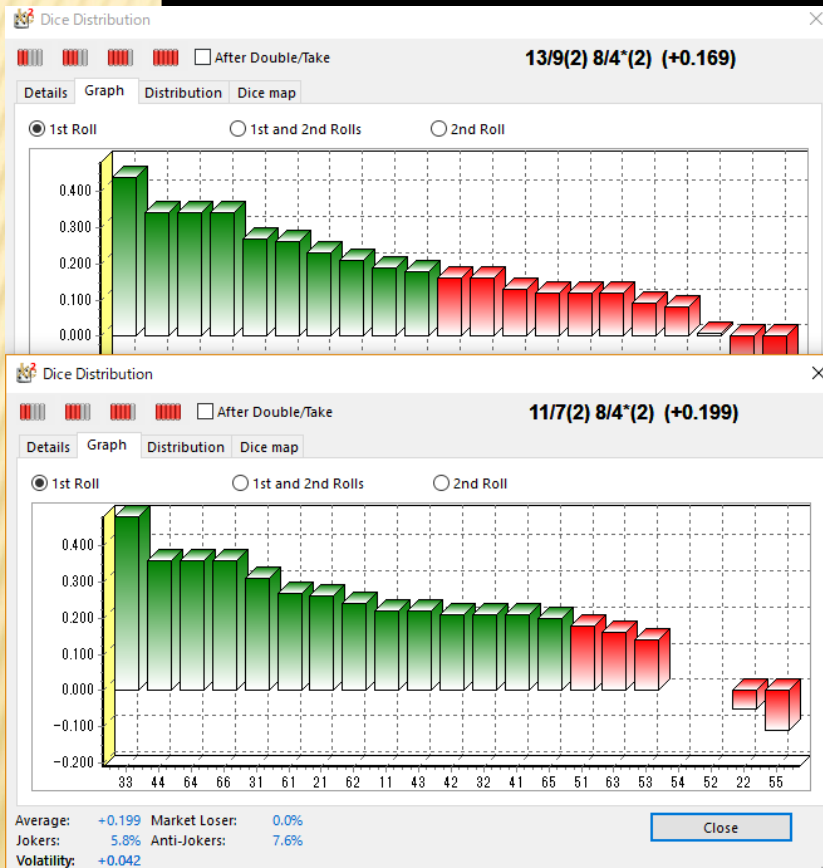 Dice Distribution
After Double/Take
13/9(2) 8/4*(2) (+0.169)
Details Graph Distribution Dice map
1st Roll 1st and 2nd Rolls 2nd Roll
0.400
0.300
0.200
0.100
0.000
Dice Distribution
After Double/Take
11/7(2) 8/4*(2) (+0.199)
Details Graph Distribution Dice map
1st Roll 1st and 2nd Rolls 2nd Roll
0.400
0.300
0.200
0.100
0.000
-0.100
-0.200
33 44 64 66 31 61 21 62 11 43 42 32 41 65 51 63 53 54 52 22 55
Average: +0.199 Market Loser: 0.0%
Jokers: 5.8% Anti-Jokers: 7.6%
Volatility: +0.042
Close